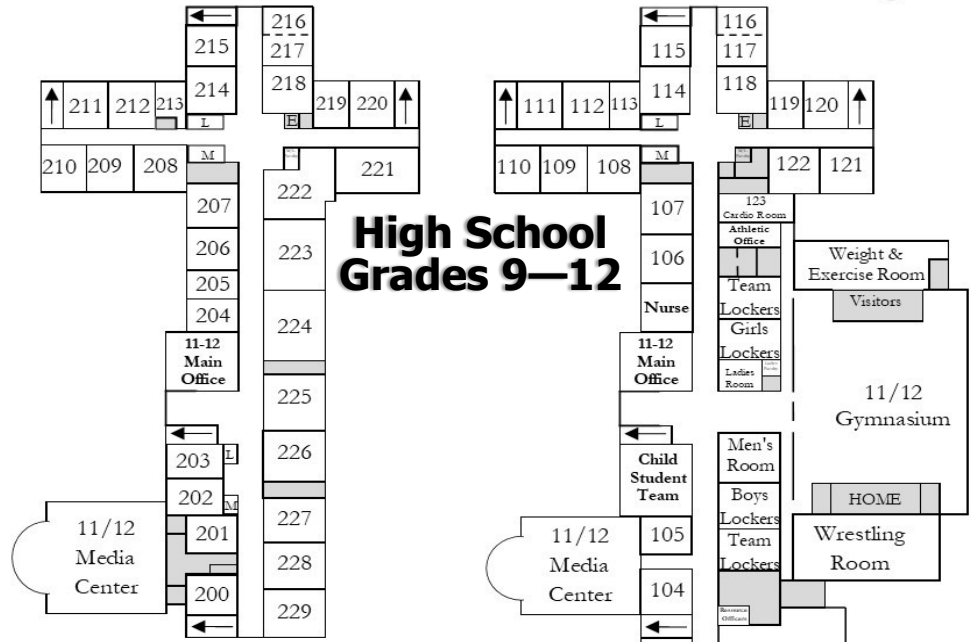 216
215
217
214
218
211
212
213
219
220
L
E
M
210
209
208
221
222
207
206
223
205
204
224
11-12
Main
Office
225
203
L
226
202
M
201
227
11/12
Media
Center
228
200
229
High School
Grades 9—12
116
115
117
114
118
111
112
113
119
120
L
E
M
110
109
108
122
121
107
123
Cardio Room
Athletic
Office
106
Weight &
Exercise Room
Team
Lockers
Visitors
Nurse
Girls
Lockers
11-12
Main
Office
Ladies
Room
11/12
Gymnasium
Men's
Room
Child
Student
Team
Boys
Lockers
HOME
105
Team
Lockers
Wrestling
Room
11/12
Media
Center
104
Resource
Officers